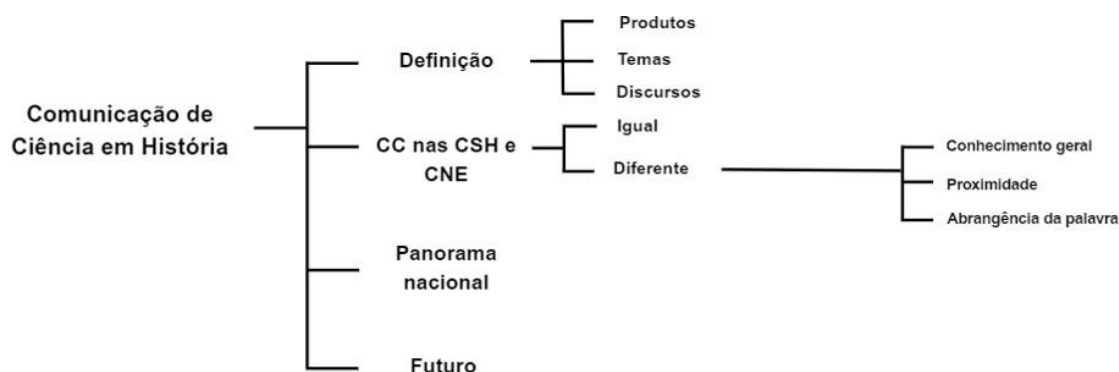 Comunicação de
Ciência em História
Definição
Produtos
Temas
Discursos
CC nas CSH e
CNE
Igual
Diferente
Conhecimento geral
Proximidade
Abrangência da palavra
Panorama
nacional
Futuro